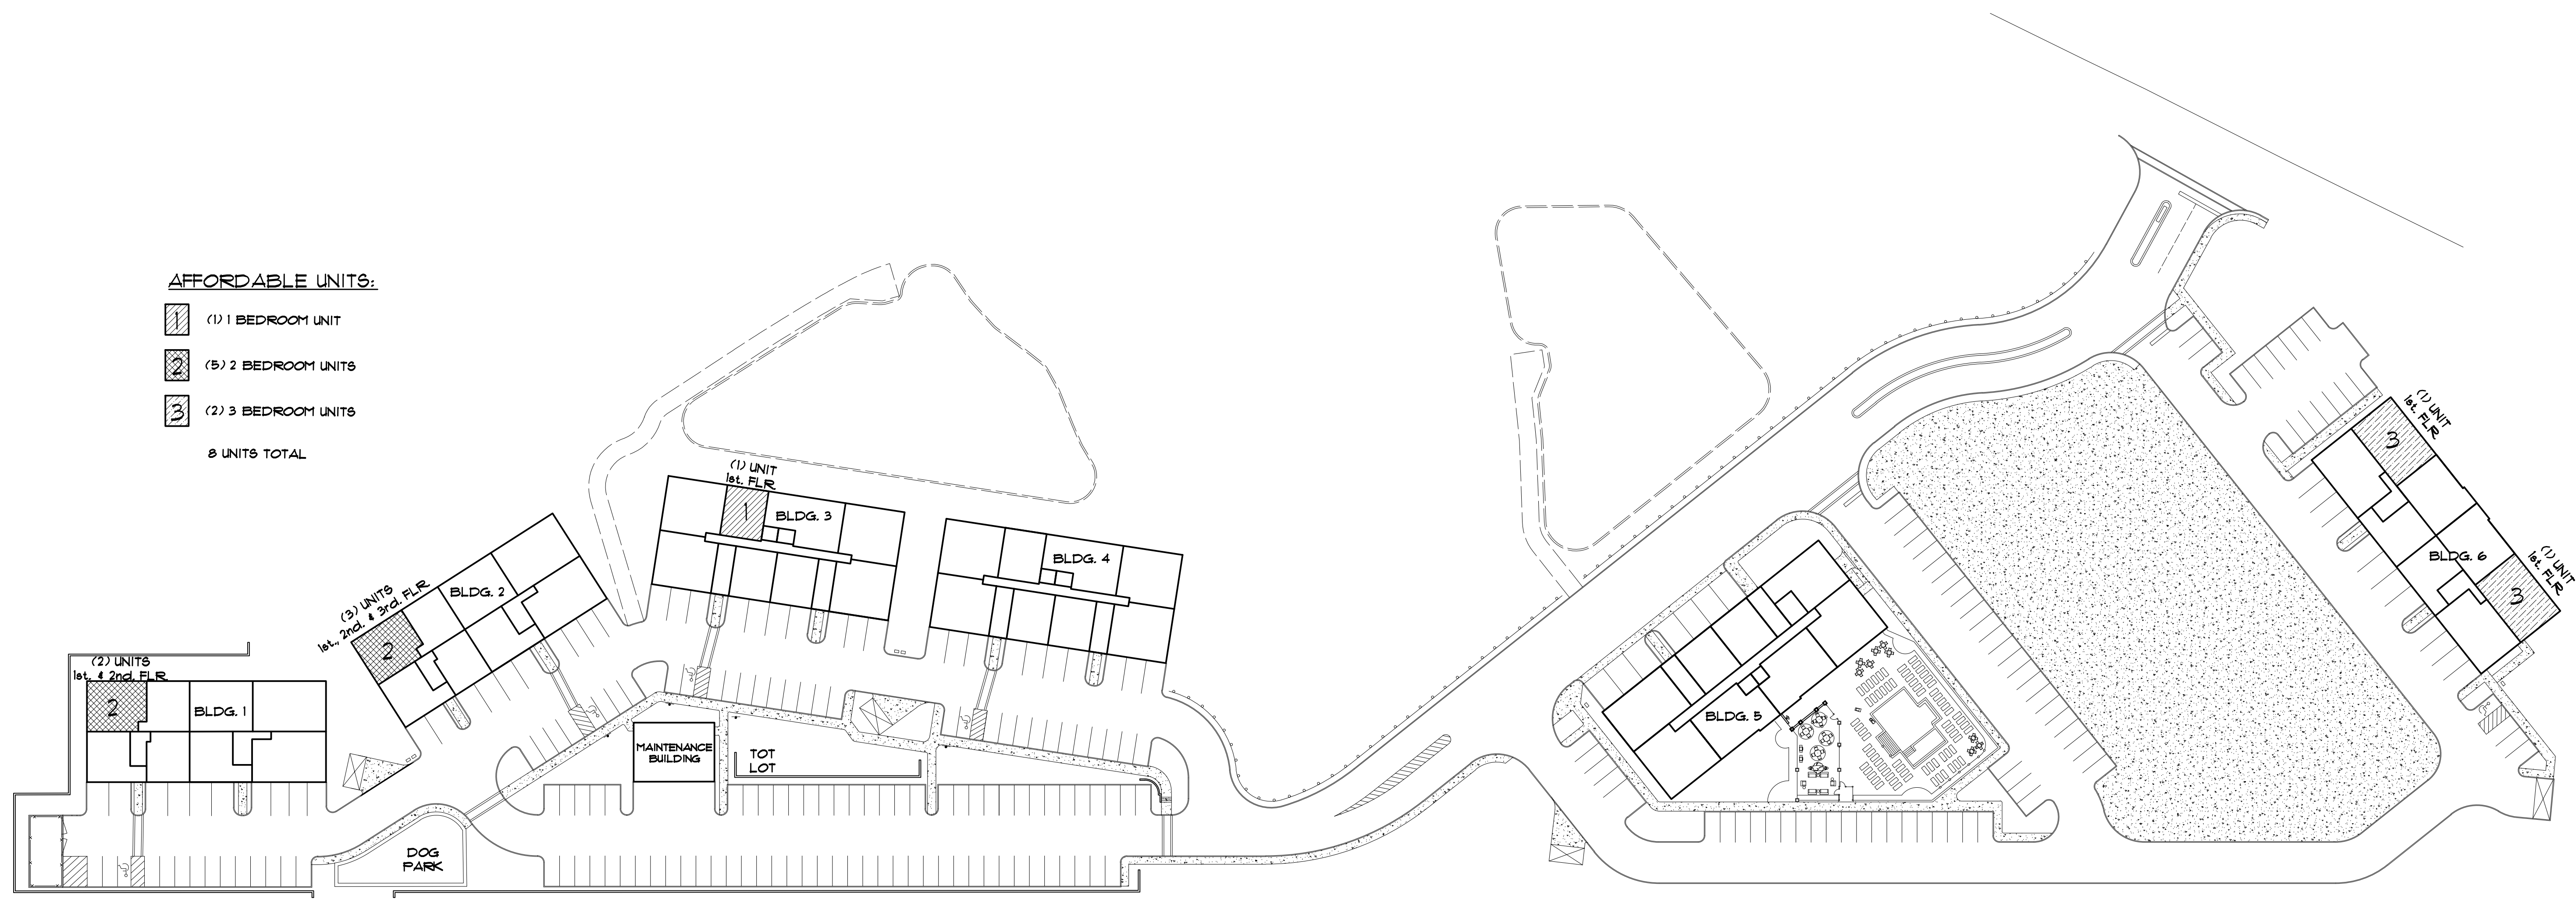 AFFORDABLE UNITS:
1 (1) 1 BEDROOM UNIT
2 (5) 2 BEDROOM UNITS
3 (2) 3 BEDROOM UNITS
8 UNITS TOTAL
(2) UNITS
1st. & 2nd. FLR
2
BLDG. 1
(3) UNITS
1st., 2nd. & 3rd. FLR
2
BLDG. 2
(1) UNIT
1st. FLR
1
BLDG. 3
BLDG. 4
MAINTENANCE
BUILDING
TOT
LOT
DOG
PARK
BLDG. 5
(1) UNIT
1st. FLR
3
BLDG. 6
(1) UNIT
1st. FLR
3